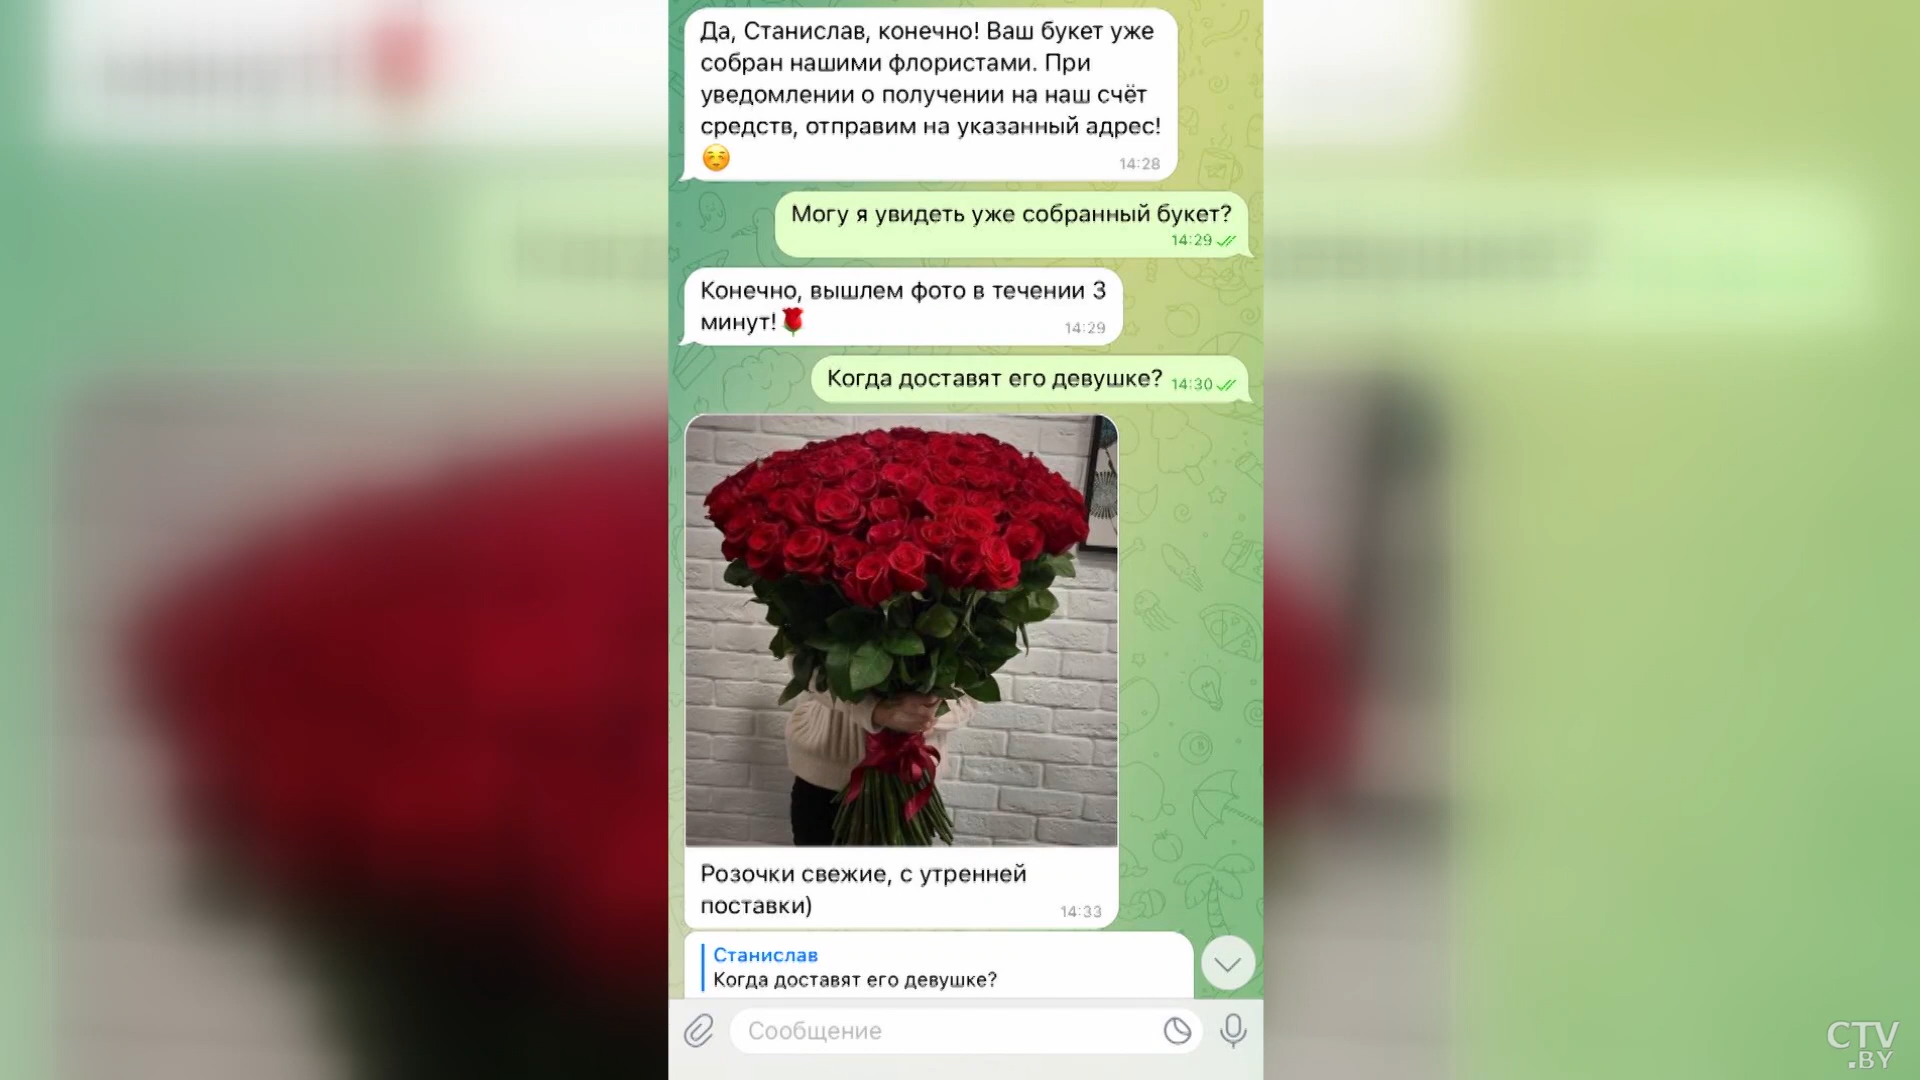 Да, Станислав, конечно! Ваш букет уже
собран нашими флористами. При
уведомлении о получении на наш счёт
средств, отправим на указанный адрес!
14:28
Могу я увидеть уже собранный букет?
14:29
Конечно, вышлем фото в течении 3
минут!
14:29
Когда доставят его девушке? 14:30
Розочки свежие, с утренней
поставки)
14:33
Станислав
Когда доставят его девушке?
Сообщение
CTV
.BY